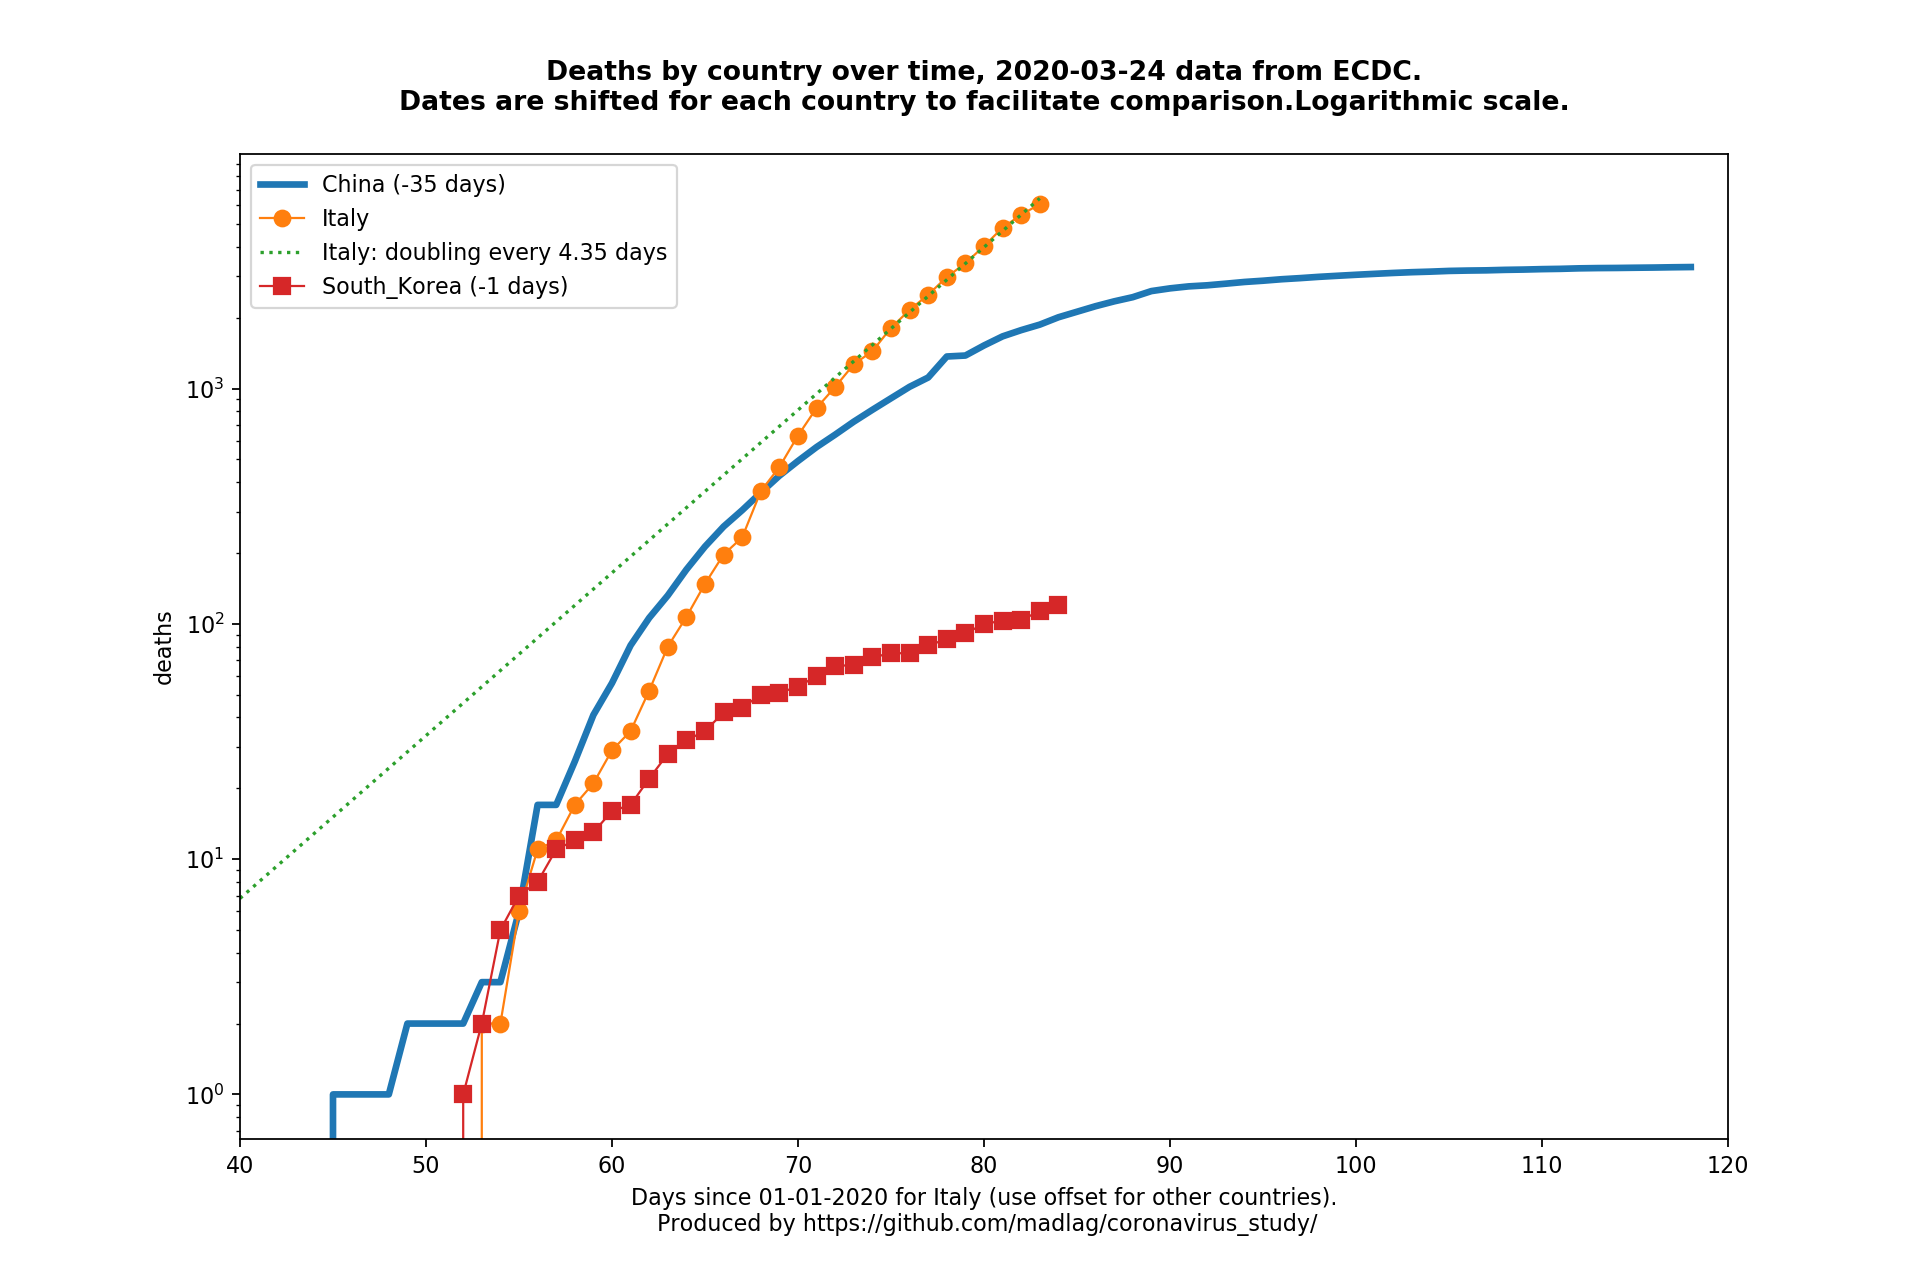 Deaths by country over time, 2020-03-24 data from ECDC.
Dates are shifted for each country to facilitate comparison.Logarithmic scale.
China (-35 days)
Italy
Italy: doubling every 4.35 days
South_Korea (-1 days)
10³
10²
10¹
10⁰
deaths
40 50 60 70 80 90 100 110 120
Days since 01-01-2020 for Italy (use offset for other countries).
Produced by https://github.com/madlag/coronavirus_study/